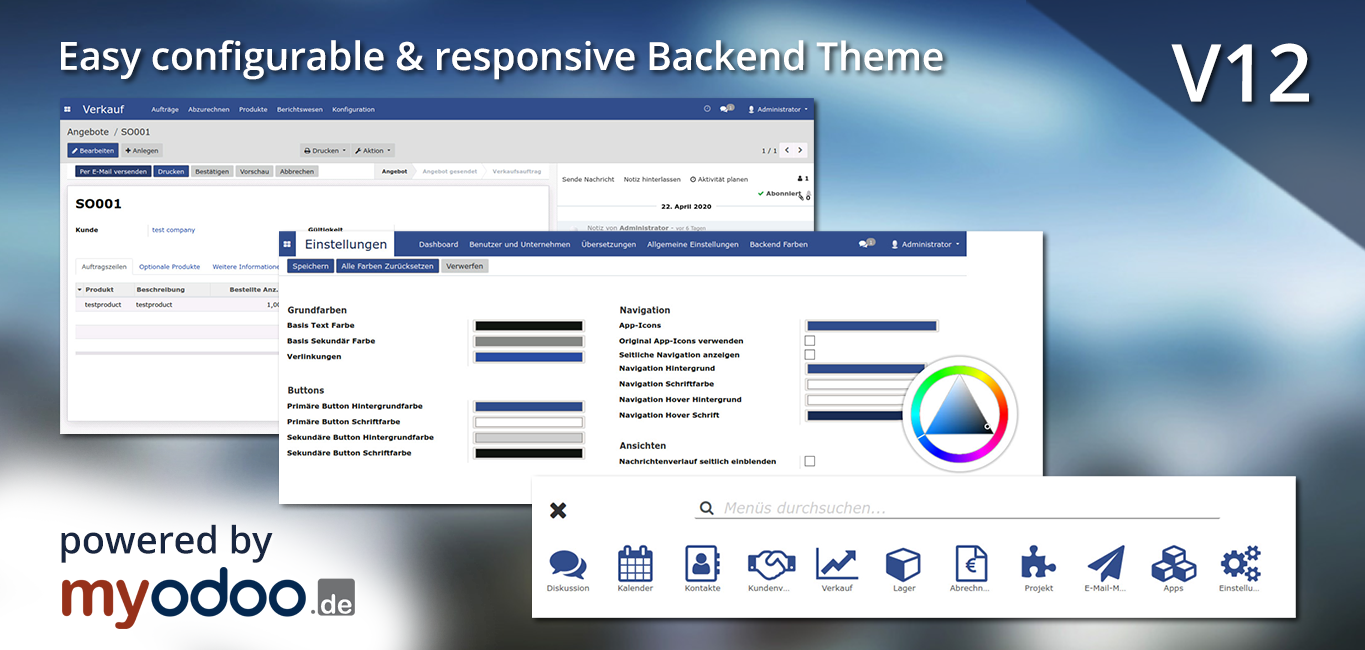 Easy configurable & responsive Backend Theme
V12
Verkauf Aufträge Abzurechnen Produkte Berichtswesen Konfiguration 1 Administrator
Angebote / SO001
Bearbeiten Anlegen Drucken Aktion 1 / 1
Per E-Mail versenden Drucken Bestätigen Vorschau Abbrechen Angebot Angebot gesendet Verkaufsauftrag
Sende Nachricht Notiz hinterlassen Aktivität planen 1
Abonniert 0
22. April 2020
SO001
Notiz von Administrator - vor 6 Tagen
Kunde test company Gültigkeit
Auftragszeilen Optionale Produkte Weitere Informationen
Produkt Beschreibung Bestellte Anz.
testproduct testproduct 1,00
Einstellungen Dashboard Benutzer und Unternehmen Übersetzungen Allgemeine Einstellungen Backend Farben 1 Administrator
Speichern Alle Farben Zurücksetzen Verwerfen
Grundfarben
Basis Text Farbe
Basis Sekundär Farbe
Verlinkungen
Buttons
Primäre Button Hintergrundfarbe
Primäre Button Schriftfarbe
Sekundäre Button Hintergrundfarbe
Sekundäre Button Schriftfarbe
Navigation
App-Icons
Original App-Icons verwenden
Seitliche Navigation anzeigen
Navigation Hintergrund
Navigation Schriftfarbe
Navigation Hover Hintergrund
Navigation Hover Schrift
Ansichten
Nachrichtenverlauf seitlich einblenden
Menüs durchsuchen...
Diskussion Kalender Kontakte Kundenv... Verkauf Lager Abrechn... Projekt E-Mail-M... Apps Einstellu...
powered by
myodoo.de